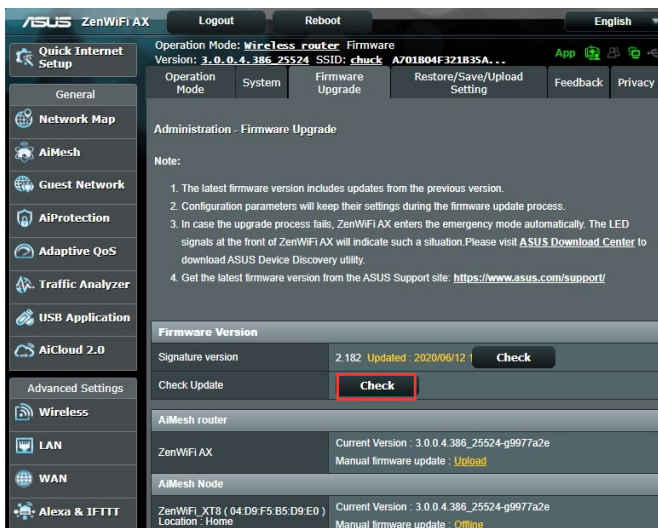 ASUS ZenWiFi AX Logout Reboot English
Quick Internet Setup
General
Network Map
AiMesh
Guest Network
AiProtection
Adaptive QoS
Traffic Analyzer
USB Application
AiCloud 2.0
Advanced Settings
Wireless
LAN
WAN
Alexa & IFTTT
Operation Mode: Wireless router Firmware
Version: 3.0.0.4.386_25524 SSID: chuck A701B04F321B35A...
App
Operation Mode
System
Firmware Upgrade
Restore/Save/Upload Setting
Feedback
Privacy
Administration - Firmware Upgrade
Note:
1. The latest firmware version includes updates from the previous version.
2. Configuration parameters will keep their settings during the firmware update process.
3. In case the upgrade process fails, ZenWiFi AX enters the emergency mode automatically. The LED
signals at the front of ZenWiFi AX will indicate such a situation.Please visit ASUS Download Center to
download ASUS Device Discovery utility.
4. Get the latest firmware version from the ASUS Support site: https://www.asus.com/support/
Firmware Version
Signature version 2.182 Updated : 2020/06/12 1 Check
Check Update Check
AiMesh router
ZenWiFi AX
Current Version : 3.0.0.4.386_25524-g9977a2e
Manual firmware update : Upload
AiMesh Node
ZenWiFi_XT8 ( 04:D9:F5:B5:D9:E0 )
Location : Home
Current Version : 3.0.0.4.386_25524-g9977a2e
Manual firmware update : Offline